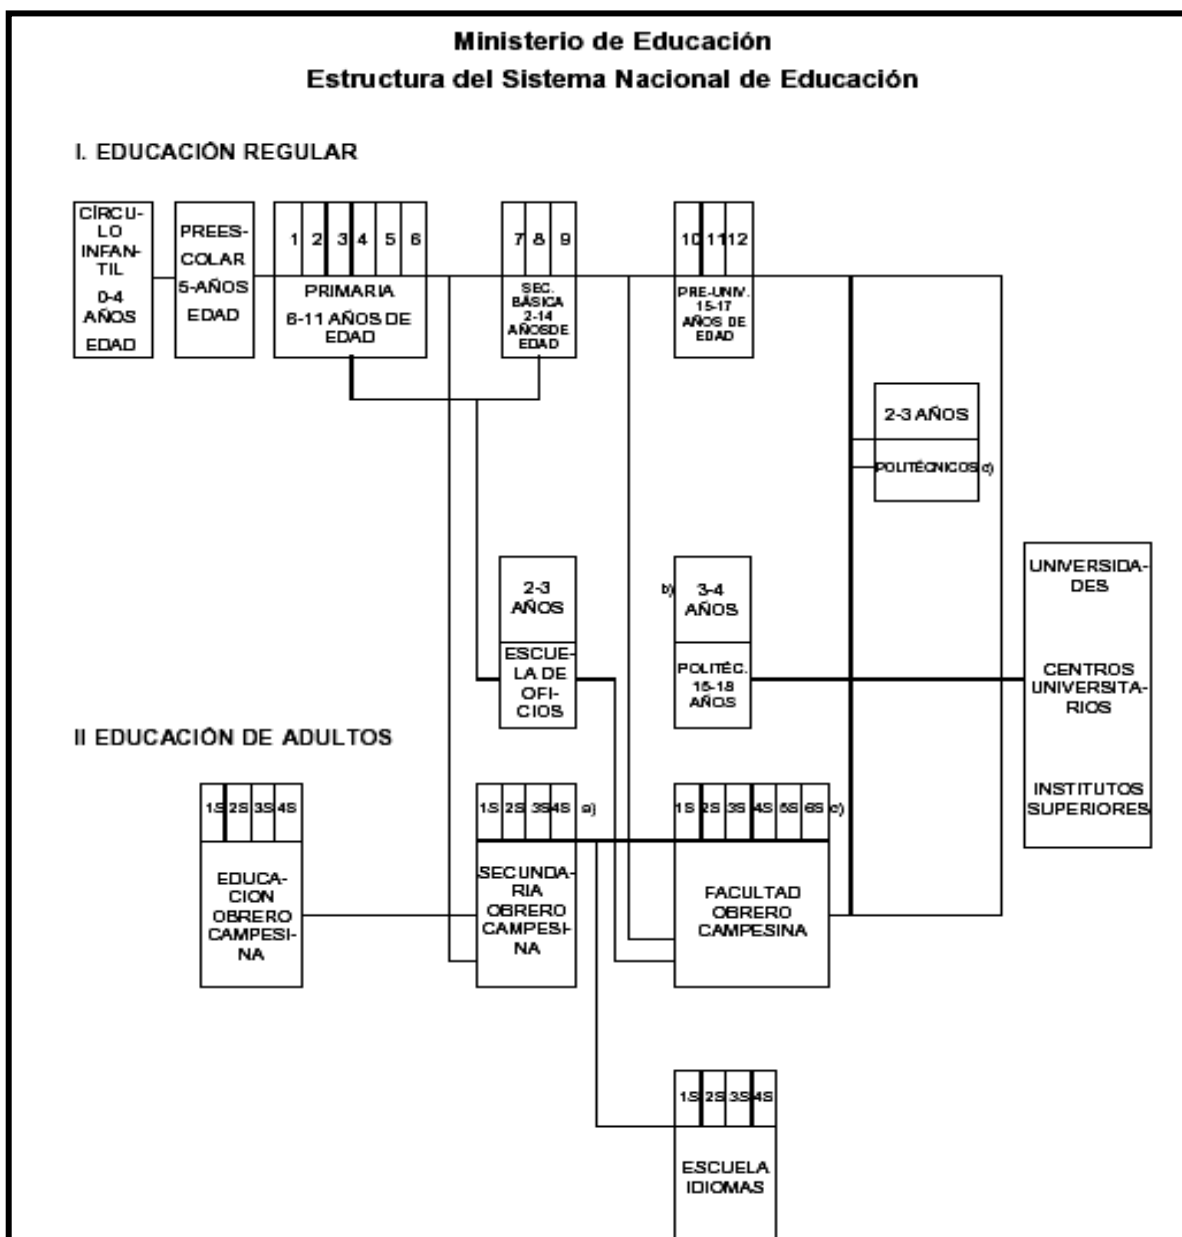 Ministerio de Educación
Estructura del Sistema Nacional de Educación
I. EDUCACIÓN REGULAR
CÍRCU-
LO
INFAN-
TIL
0-4
AÑOS
EDAD
PREES-
COLAR
5-AÑOS
EDAD
1 2 3 4 5 6
PRIMARIA
6-11 AÑOS DE
EDAD
7 8 9
SEC.
BÁSICA
2-14
AÑOSDE
EDAD
10 11 12
PRE-UNIV.
15-17
AÑOS DE
EDAD
2-3 AÑOS
POLITÉCNICOS d)
2-3
AÑOS
ESCUE-
LA DE
OFI-
CIOS
b) 3-4
AÑOS
POLITÉC.
15-18
AÑOS
UNIVERSIDA-
DES
CENTROS
UNIVERSITA-
RIOS
INSTITUTOS
SUPERIORES
II EDUCACIÓN DE ADULTOS
1S 2S 3S 4S
EDUCA-
CION
OBRERO
CAMPESI-
NA
1S 2S 3S 4S a)
SECUNDA-
RIA
OBRERO
CAMPESI-
NA
1S 2S 3S 4S 5S 6S c)
FACULTAD
OBRERO
CAMPESINA
1S 2S 3S 4S
ESCUELA
IDIOMAS